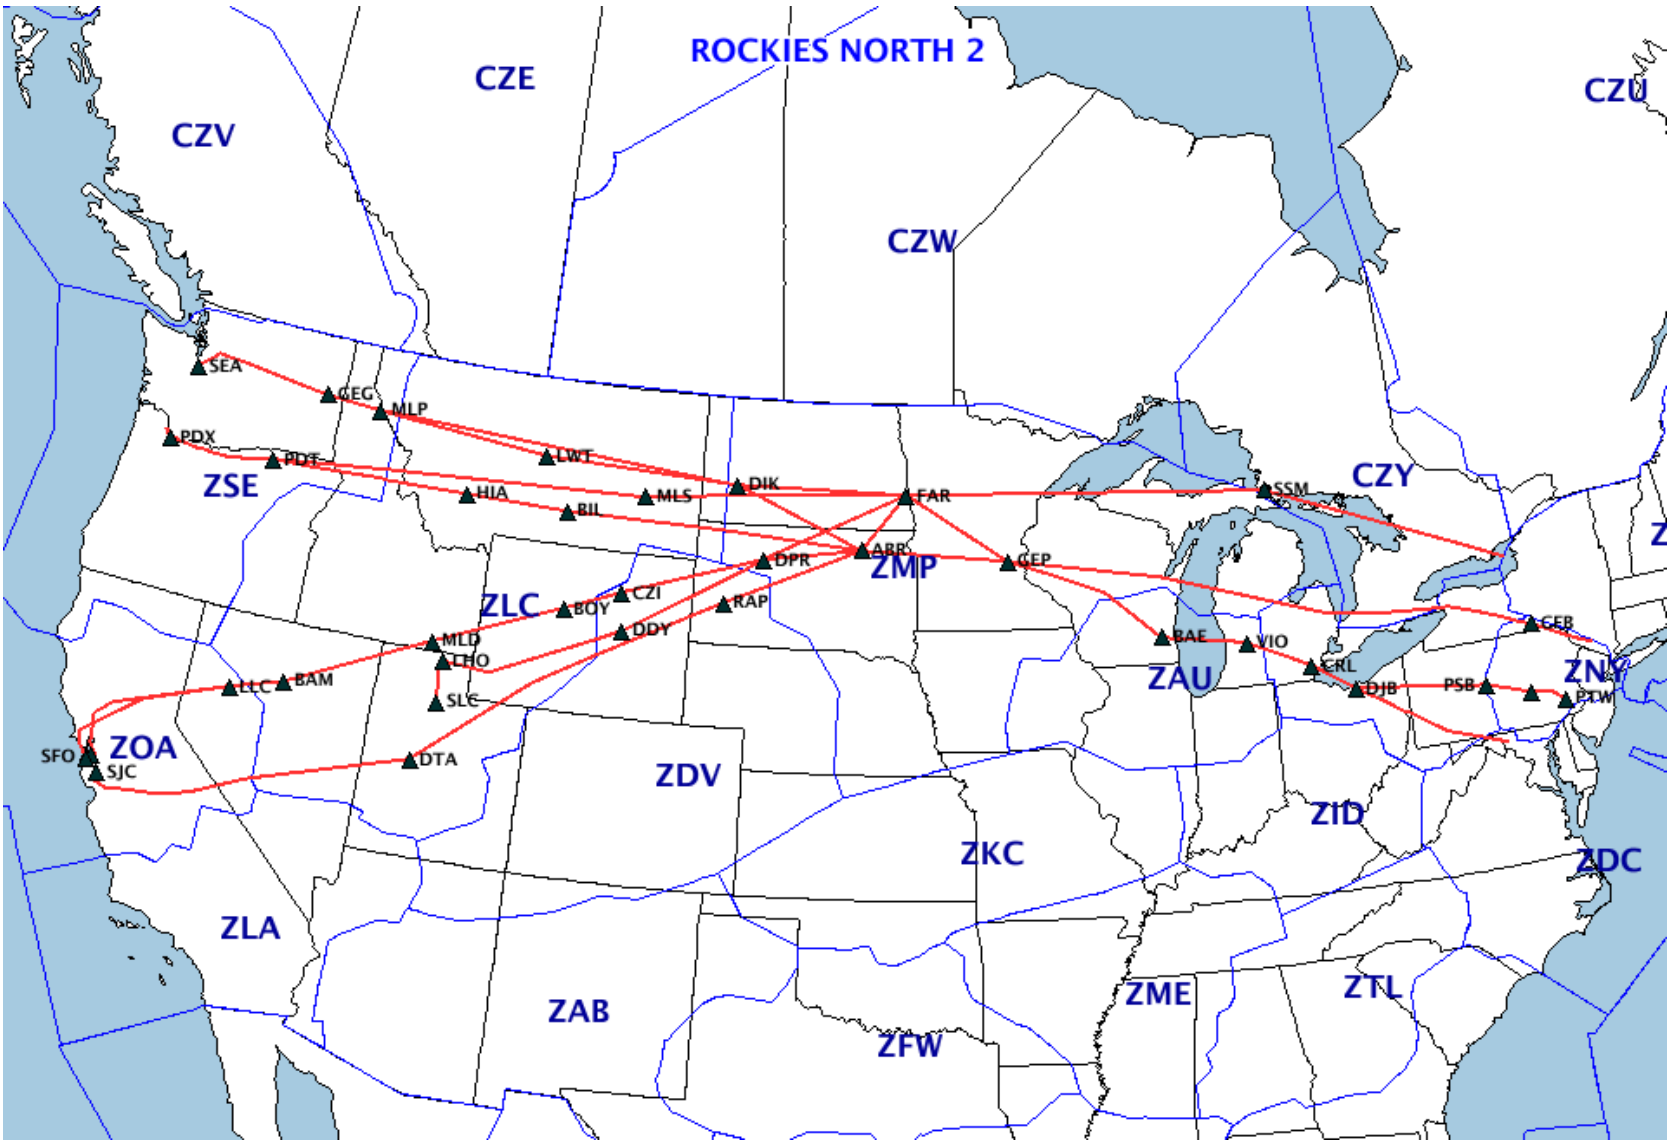 ROCKIES NORTH 2
CZE
CZU
CZV
CZW
SEA
GEG
MLP
PDX
PDT
LWT
ZSE
HIA
MLS
DIK
FAR
SSM
CZY
BIL
Z
ABR
DPR
ZMP
GEP
CZI
RAP
ZLC
BOY
DDY
GFB
MLD
LHO
BAE
VIO
CRL
ZAU
ZNY
LLC
BAM
SLC
DJB
PSB
PTW
SFO
ZOA
SJC
DTA
ZDV
ZID
ZKC
ZDC
ZLA
ZAB
ZME
ZTL
ZFW